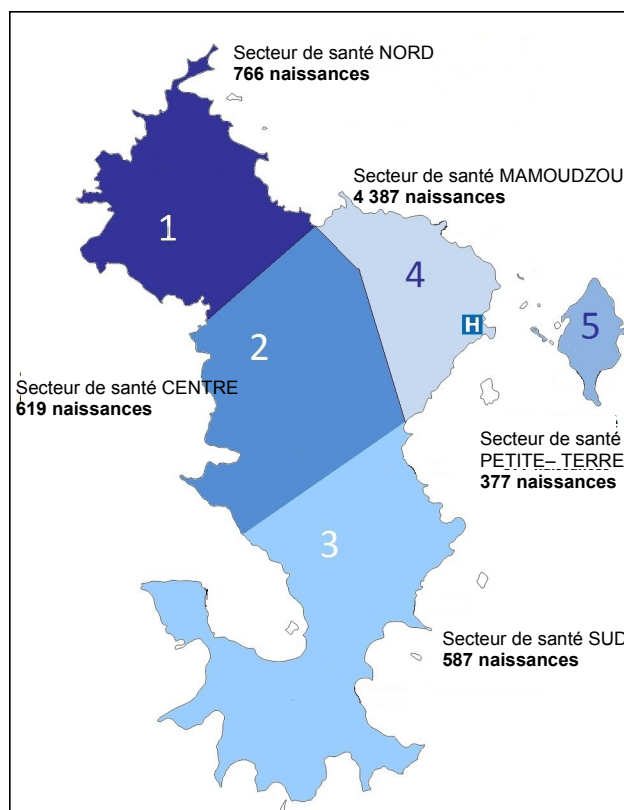 Secteur de santé NORD
766 naissances
Secteur de santé MAMOUDZOU
4 387 naissances
1
4
H
5
2
Secteur de santé CENTRE
619 naissances
Secteur de santé
PETITE– TERRE
377 naissances
3
Secteur de santé SUD
587 naissances